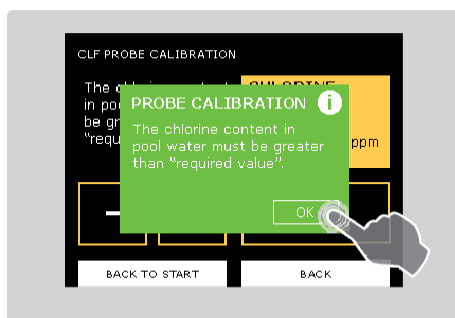 CLF PROBE CALIBRATION
The
CHLORINE
in
be
"requ
ppm
PROBE CALIBRATION i
The chlorine content in
pool water must be greater
than "required value".
OK
BACK TO START
BACK